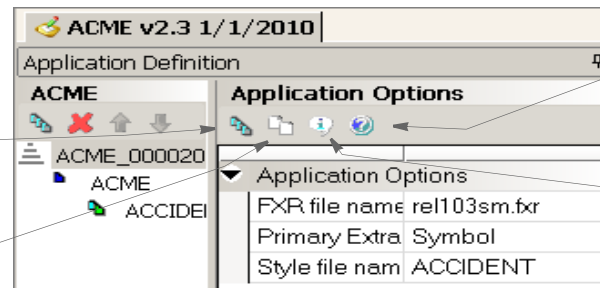 ACME v2.3 1/1/2010
Application Definition
ACME
Application Options
ACME_000020
ACME
ACCIDEI
Application Options
FXR file name rel103sm.fxr
Primary Extra Symbol
Style file nam ACCIDENT